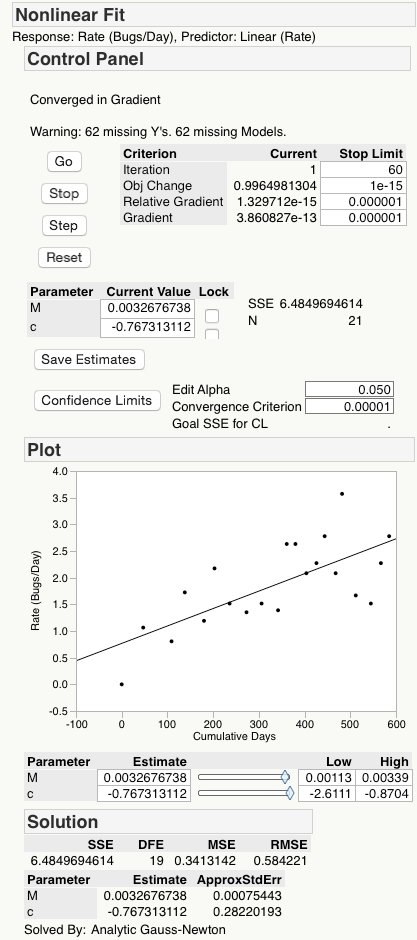 Nonlinear Fit
Response: Rate (Bugs/Day), Predictor: Linear (Rate)
Control Panel
Converged in Gradient
Warning: 62 missing Y's. 62 missing Models.
Go
Stop
Step
Reset
Criterion Current Stop Limit
Iteration 1 60
Obj Change 0.9964981304 1e-15
Relative Gradient 1.329712e-15 0.000001
Gradient 3.860827e-13 0.000001
Parameter Current Value Lock
M 0.0032676738
c -0.767313112
SSE 6.4849694614
N 21
Save Estimates
Confidence Limits
Edit Alpha 0.050
Convergence Criterion 0.00001
Goal SSE for CL .
Plot
4.0
3.5
3.0
2.5
2.0
1.5
1.0
0.5
0.0
-0.5
Rate (Bugs/Day)
-100 0 100 200 300 400 500 600
Cumulative Days
Parameter Estimate Low High
M 0.0032676738 0.00113 0.00339
c -0.767313112 -2.6111 -0.8704
Solution
SSE DFE MSE RMSE
6.4849694614 19 0.3413142 0.584221
Parameter Estimate ApproxStdErr
M 0.0032676738 0.00075443
c -0.767313112 0.28220193
Solved By: Analytic Gauss-Newton